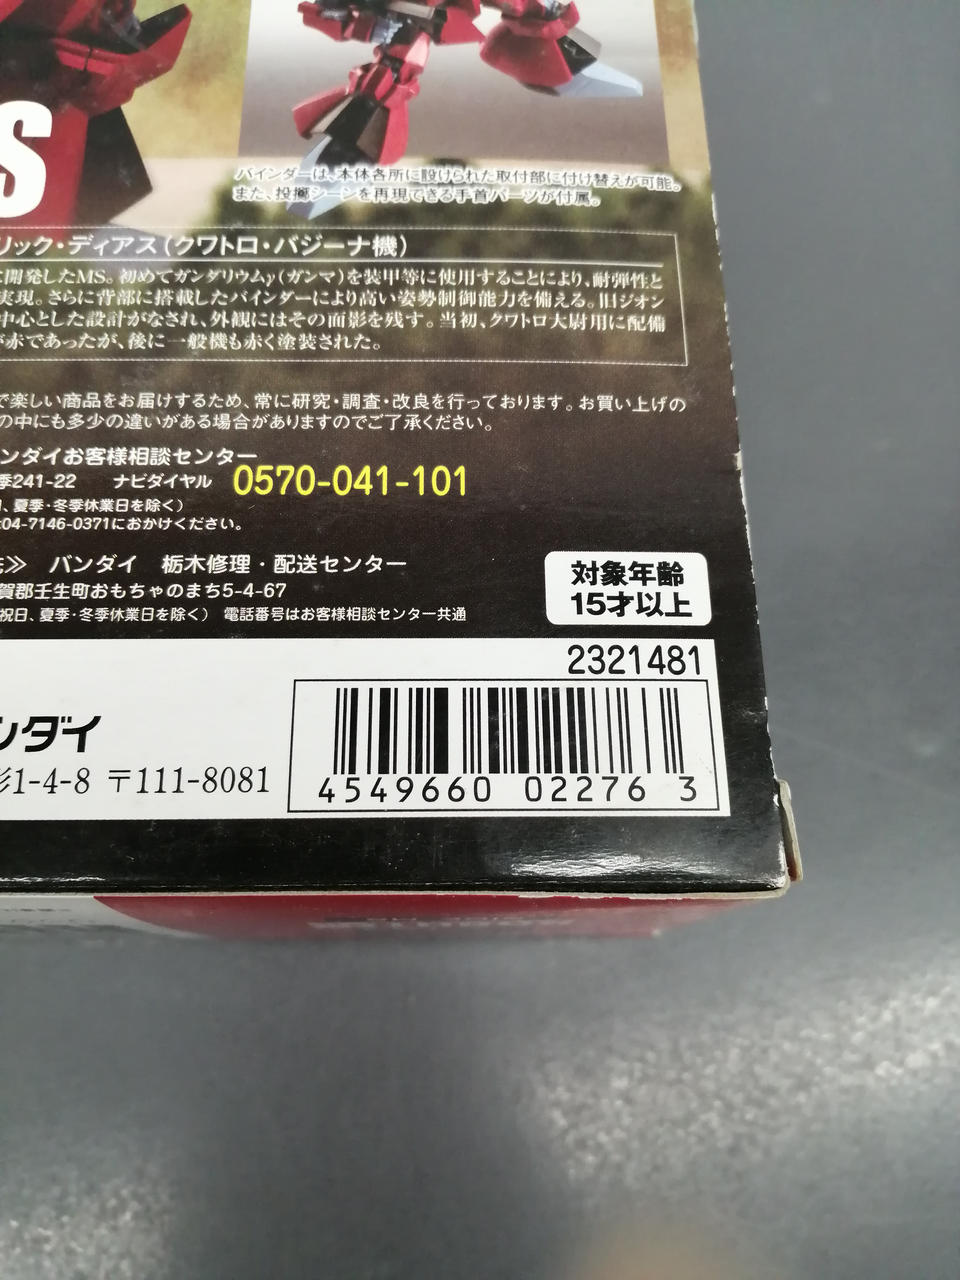 S
バインダーは、本体各所に設けられた取付部に付け替えが可能。
また、投擲シーンを再現できる手首パーツが付属。
リック・ディアス(クワトロ・バジーナ機)
開発したMS。初めてガンダリウムγ(ガンマ)を装甲等に使用することにより、耐弾性と
実現。さらに背部に搭載したバインダーにより高い姿勢制御能力を備える。旧ジオン
中心とした設計がなされ、外観にはその面影を残す。当初、クワトロ大尉用に配備
が赤であったが、後に一般機も赤く塗装された。
で楽しい商品をお届けするため、常に研究・調査・改良を行っております。お買い上げの
の中にも多少の違いがある場合がありますのでご了承ください。
ンダイお客様相談センター
季241-22 ナビダイヤル 0570-041-101
、夏季・冬季休業日を除く)
04-7146-0371におかけください。
≫ バンダイ 栃木修理・配送センター
賀郡壬生町おもちゃのまち5-4-67
祝日、夏季・冬季休業日を除く) 電話番号はお客様相談センター共通
対象年齢
15才以上
2321481
ンダイ
形1-4-8 〒111-8081
4549660 02276 3